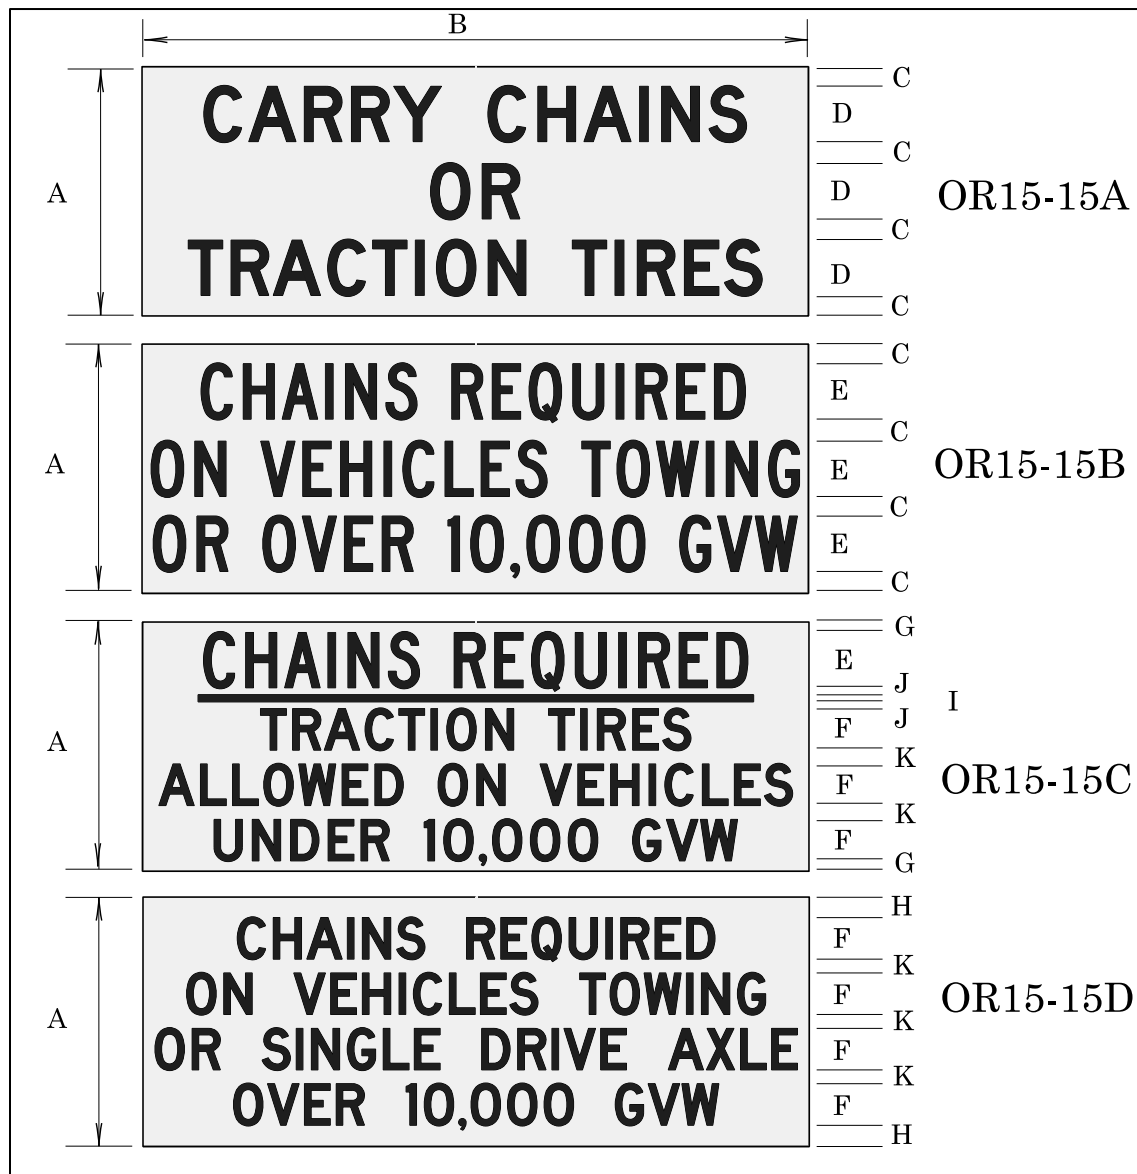 B
A
CARRY CHAINS
OR
TRACTION TIRES
C
D
C
D
C
D
C
OR15-15A
A
CHAINS REQUIRED
ON VEHICLES TOWING
OR OVER 10,000 GVW
C
E
C
E
C
E
C
OR15-15B
A
CHAINS REQUIRED
TRACTION TIRES
ALLOWED ON VEHICLES
UNDER 10,000 GVW
G
E
J
I
J
F
K
F
K
F
G
OR15-15C
A
CHAINS REQUIRED
ON VEHICLES TOWING
OR SINGLE DRIVE AXLE
OVER 10,000 GVW
H
F
K
F
K
F
K
F
H
OR15-15D